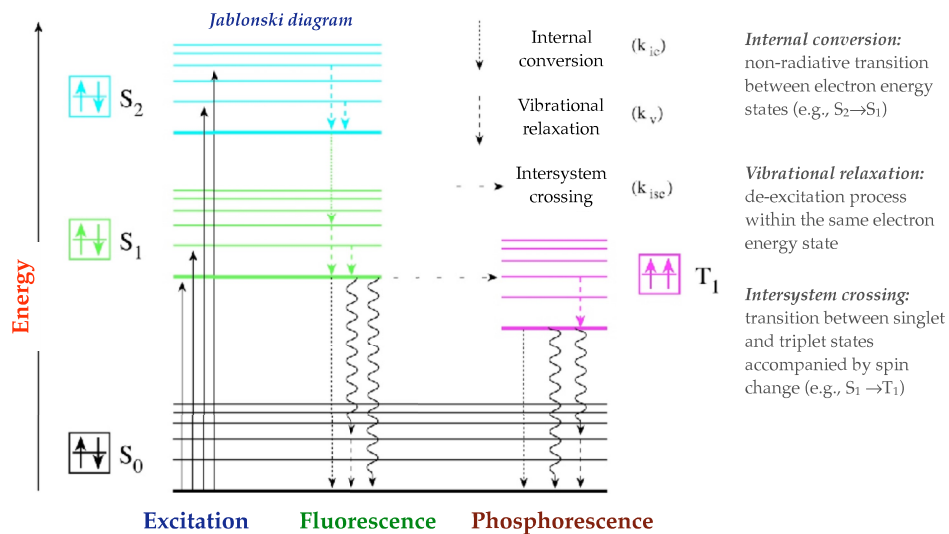 Jablonski diagram
Energy
S2
S1
S0
T1
Internal
conversion
(k ic)
Vibrational
relaxation
(k v)
Intersystem
crossing
(k isc)
Internal conversion:
non-radiative transition
between electron energy
states (e.g., S2→S1)
Vibrational relaxation:
de-excitation process
within the same electron
energy state
Intersystem crossing:
transition between singlet
and triplet states
accompanied by spin
change (e.g., S1 →T1)
Excitation
Fluorescence
Phosphorescence